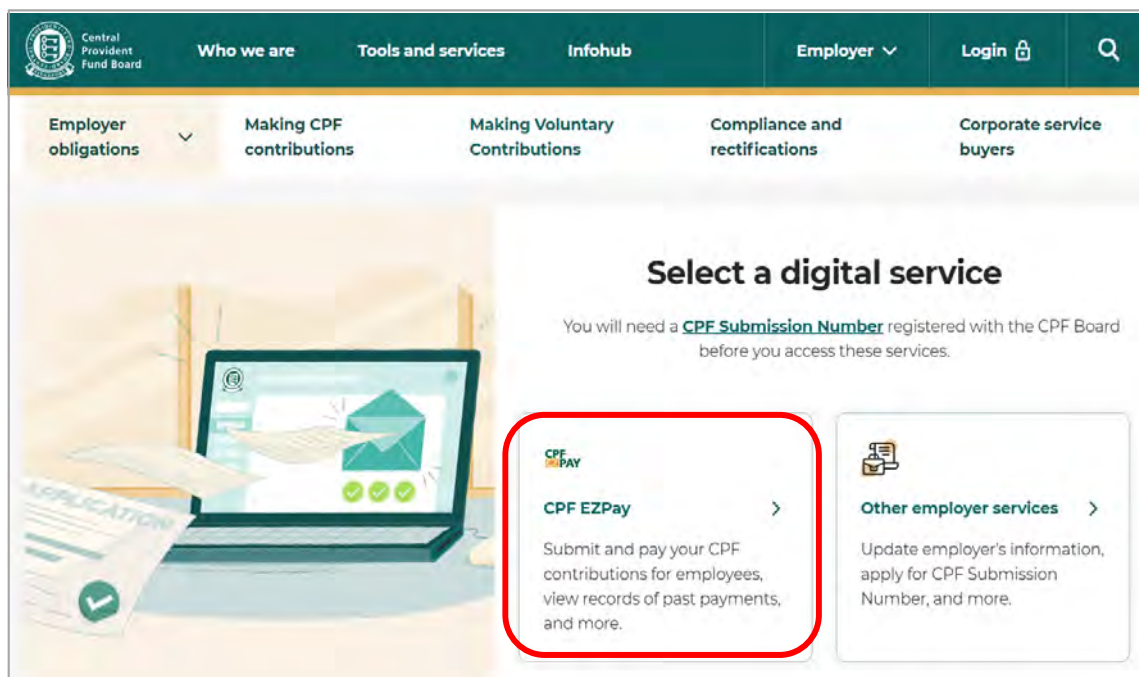 Central
Provident
Fund Board
Who we are
Tools and services
Infohub
Employer
Login
Employer
obligations
Making CPF
contributions
Making Voluntary
Contributions
Compliance and
rectifications
Corporate service
buyers
Select a digital service
You will need a CPF Submission Number registered with the CPF Board
before you access these services.
APPLICATION
CPF
EZPAY
CPF EZPay
Submit and pay your CPF
contributions for employees,
view records of past payments,
and more.
Other employer services
Update employer's information,
apply for CPF Submission
Number, and more.